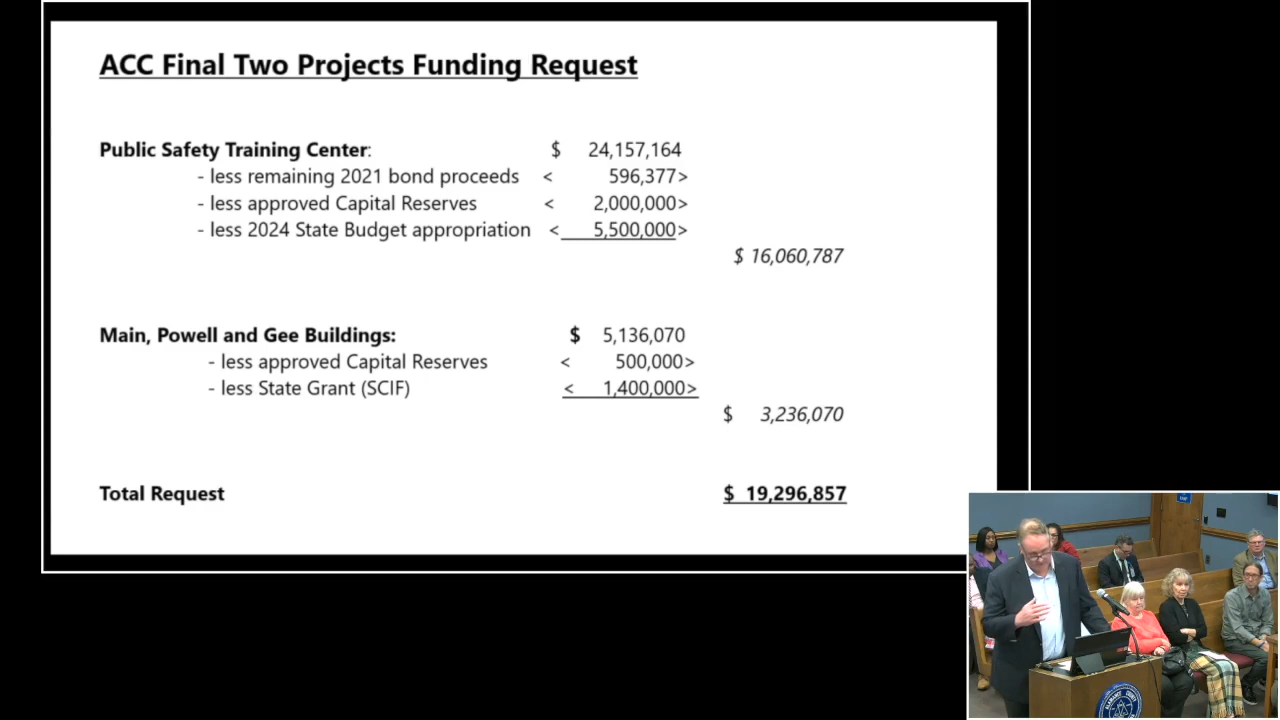 ACC Final Two Projects Funding Request
Public Safety Training Center: $ 24,157,164
- less remaining 2021 bond proceeds < 596,377>
- less approved Capital Reserves < 2,000,000>
- less 2024 State Budget appropriation < 5,500,000>
$ 16,060,787
Main, Powell and Gee Buildings: $ 5,136,070
- less approved Capital Reserves < 500,000>
- less State Grant (SCIF) < 1,400,000>
$ 3,236,070
Total Request $ 19,296,857